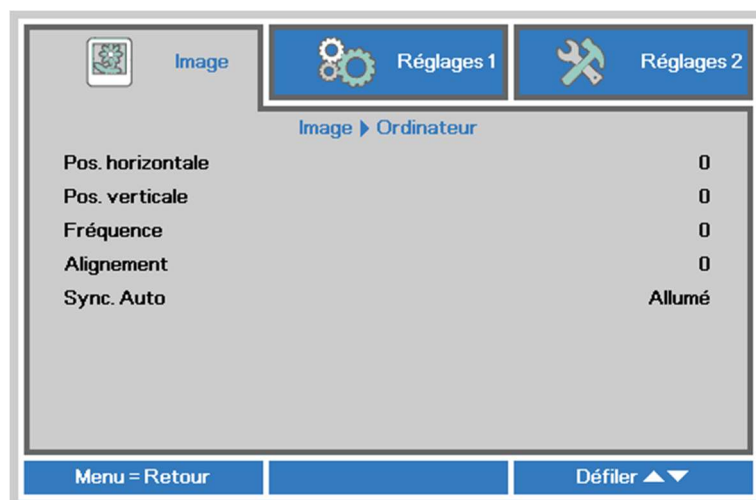 Image Réglages 1 Réglages 2
Image ▶ Ordinateur
Pos. horizontale 0
Pos. verticale 0
Fréquence 0
Alignement 0
Sync. Auto Allumé
Menu = Retour Défiler ▲▼